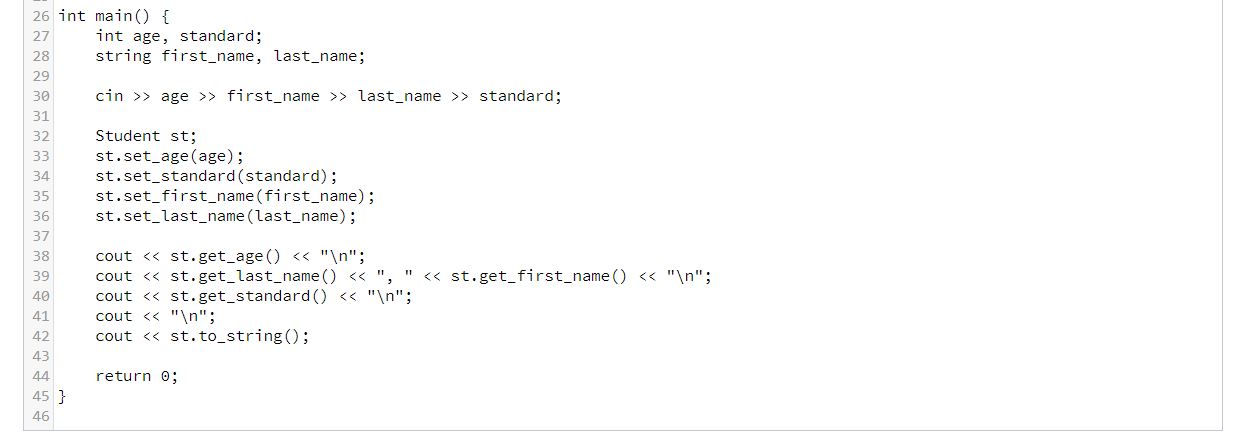 26 int main() {
27     int age, standard;
28     string first_name, last_name;
29
30     cin >> age >> first_name >> last_name >> standard;
31
32     Student st;
33     st.set_age(age);
34     st.set_standard(standard);
35     st.set_first_name(first_name);
36     st.set_last_name(last_name);
37
38     cout << st.get_age() << "\n";
39     cout << st.get_last_name() << ", " << st.get_first_name() << "\n";
40     cout << st.get_standard() << "\n";
41     cout << "\n";
42     cout << st.to_string();
43
44     return 0;
45 }
46